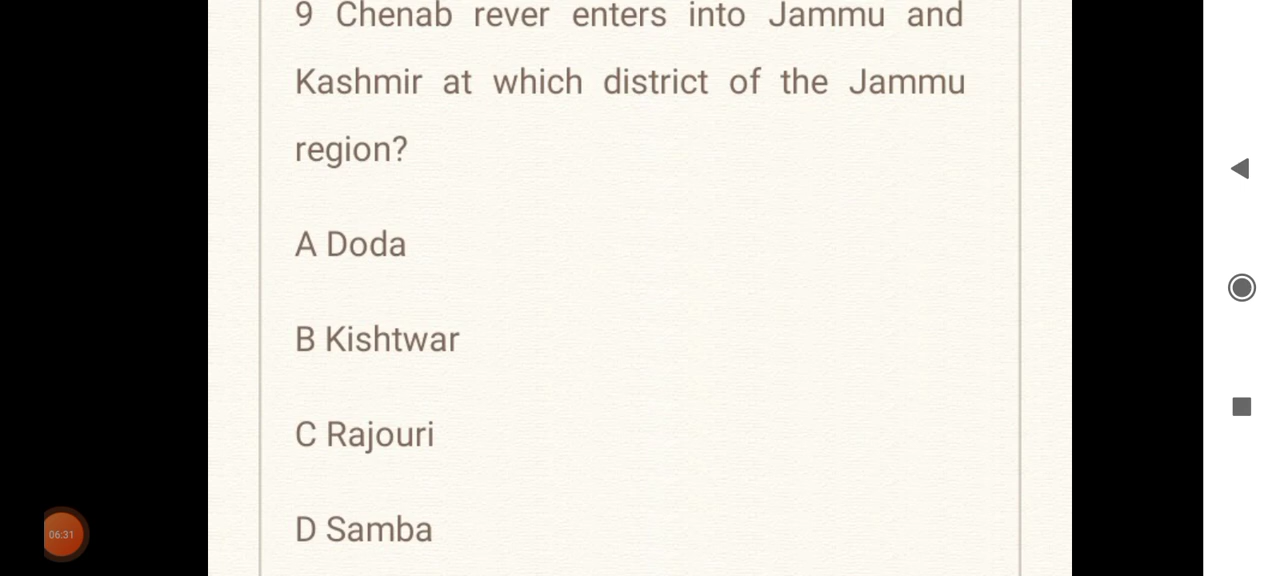 9 Chenab rever enters into Jammu and
Kashmir at which district of the Jammu
region?
A Doda
B Kishtwar
C Rajouri
D Samba
06:31